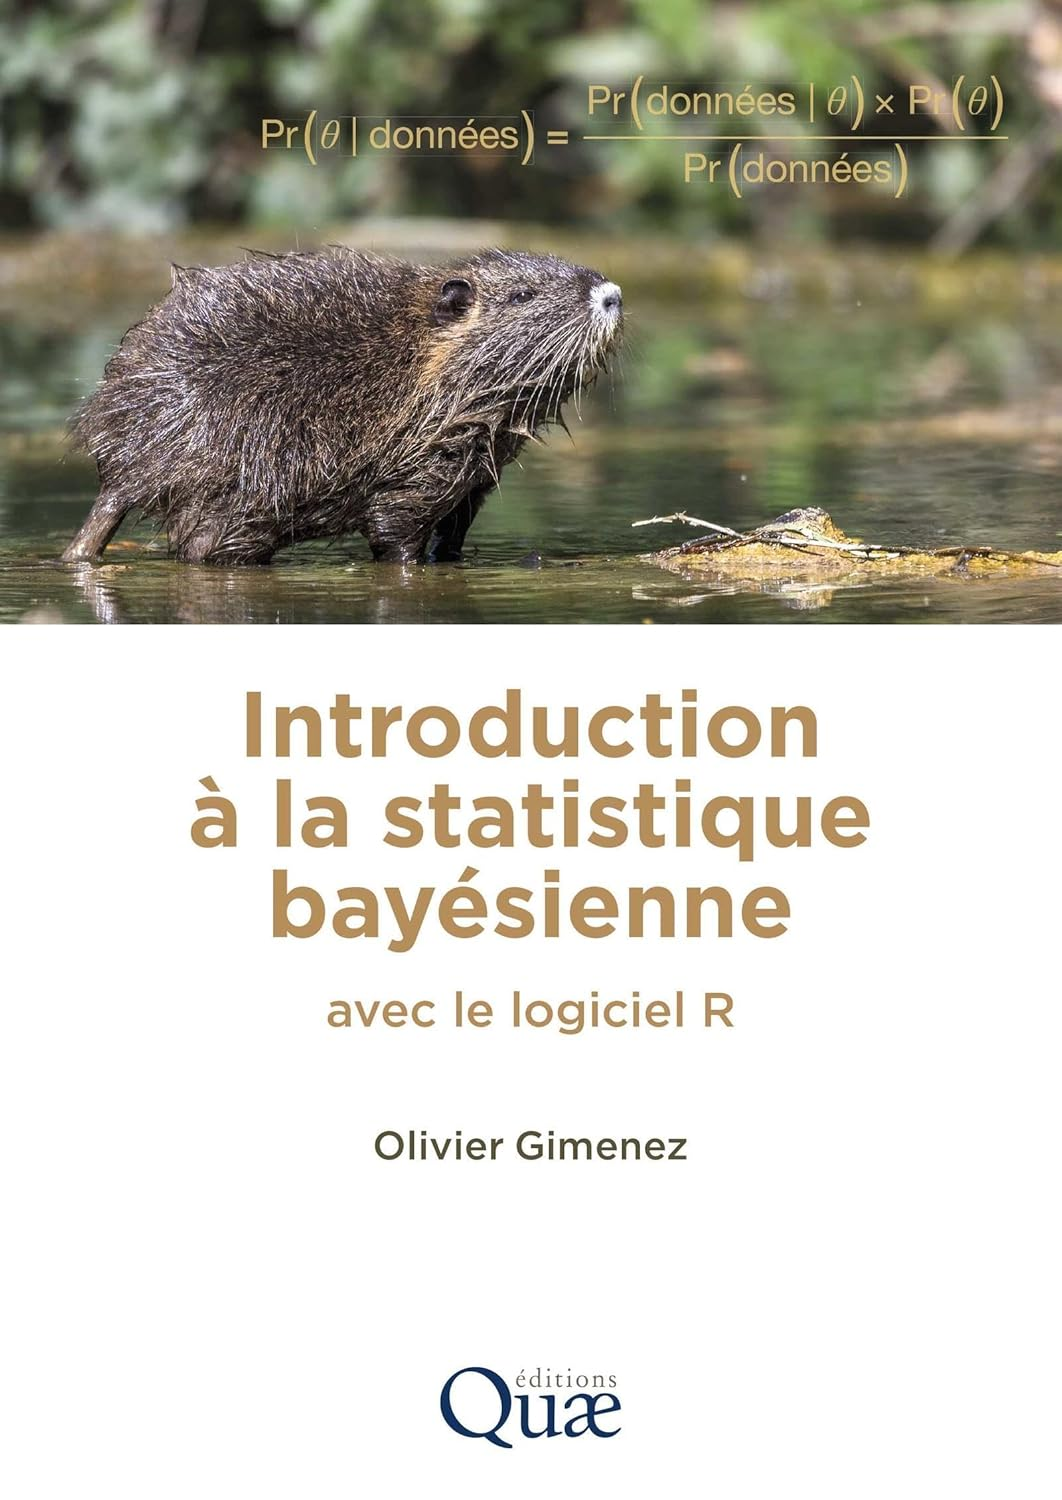 Pr(θ | données) = Pr(données | θ) × Pr(θ)
Pr(données)
Introduction
à la statistique
bayésienne
avec le logiciel R
Olivier Gimenez
éditions
Quæ